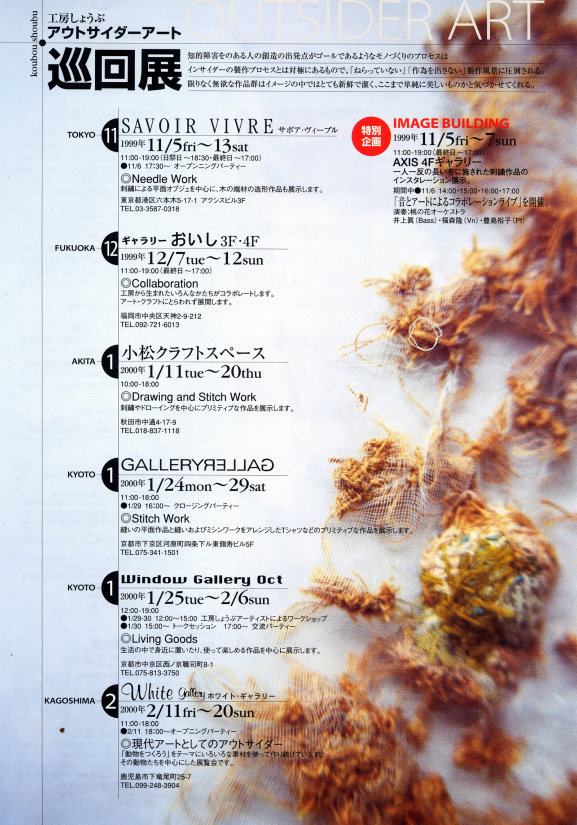 OUTSIDER ART
koubou shoubu
工房しょうぶ
アウトサイダーアート
巡回展
知的障害をのある人の創造の出発点がゴールであるようなモノづくりのプロセスは
インサイダーの製作プロセスとは対極にあるもので、「ねらっていない」「作為を出さない」製作風景に圧倒される。
限りなく無欲な作品群はイメージの中ではとても新鮮で潔く、ここまで単純に美しいものかと気づかせてくれる。
TOKYO 11
SAVOIR VIVRE サボア・ヴィーブル
1999年 11/5fri〜13sat
11:00-19:00(日祭日 〜18:30・最終日 〜17:00)
●11/6 17:30〜 オープンニングパーティー
◎Needle Work
刺繍による平面オブジェを中心に、木の端材の造形作品も展示します。
東京都港区六本木5-17-1 アクシスビル3F
TEL.03-3587-0318
特別
企画
IMAGE BUILDING
1999年 11/5fri〜7sun
11:00-19:00(最終日 〜17:00)
AXIS 4Fギャラリー
一人一反の長い布に施された刺繍作品の
インスタレーション展示。
期間中●11/6 14:00・15:00・16:00・17:00
「音とアートによるコラボレーションライブ」を開催。
演奏:桃の花オーケストラ
井上眞(Bass)・福森隆(Vn)・豊島裕子(Pf)
FUKUOKA 12
ギャラリー おいし 3F・4F
1999年 12/7tue〜12sun
11:00-19:00(最終日 〜17:00)
◎Collaboration
工房から生まれたいろんなかたちがコラボレートします。
アート・クラフトにとらわれず展開します。
福岡市中央区天神2-9-212
TEL.092-721-6013
AKITA 1
小松クラフトスペース
2000年 1/11tue〜20thu
10:00-18:00
◎Drawing and Stitch Work
刺繍やドローイングを中心にプリミティブな作品を展示します。
秋田市中通4-17-9
TEL.018-837-1118
KYOTO 1
GALLERYGALLERY
2000年 1/24mon〜29sat
11:00-18:00
●1/29 16:00〜 クロージングパーティー
◎Stitch Work
縫いの平面作品と縫いおよびミシンワークをアレンジしたTシャツなどのプリミティブな作品を展示します。
京都市下京区河原町四条下ル東側寿ビル5F
TEL.075-341-1501
KYOTO 1
Window Gallery Oct
2000年 1/25tue〜2/6sun
12:00-19:00
●1/29-30 12:00〜15:00 工房しょうぶアーティストによるワークショップ
●1/30 15:00〜 トークセッション 17:00〜 交流パーティー
◎Living Goods
生活の中で身近に置いたり、使って楽しめる作品を中心に展示します。
京都市中京区西ノ京職司町8-1
TEL.075-813-3750
KAGOSHIMA 2
White Gallery ホワイト・ギャラリー
2000年 2/11fri〜20sun
11:00-18:00
●2/11 18:00〜オープニングパーティー
◎現代アートとしてのアウトサイダー
「動物をつくろう」をテーマにいろいろな素材を使って作り続けています。
その動物たちを中心にした展覧会です。
鹿児島市下竜尾町25-7
TEL.099-248-3904